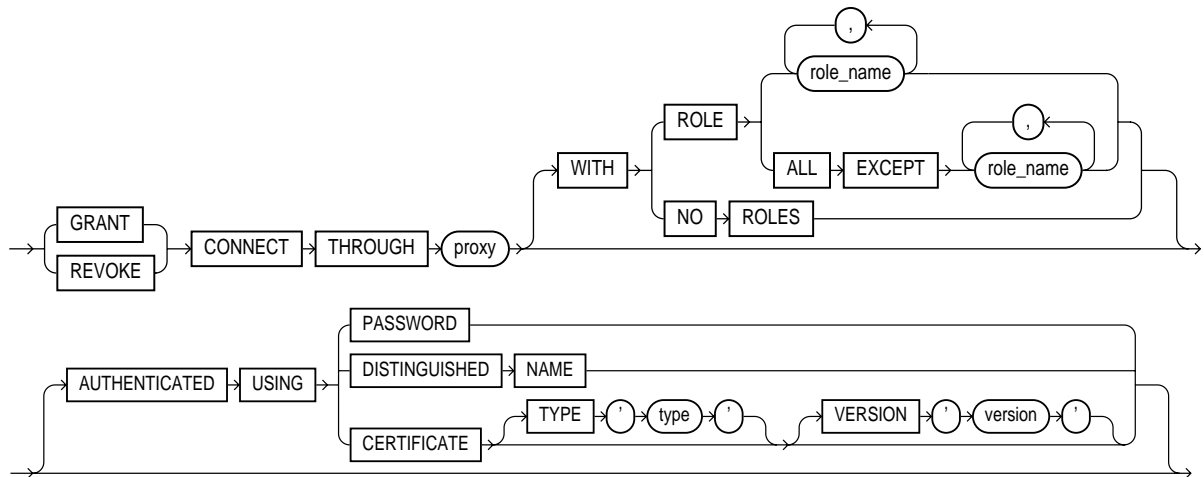 ,
role_name
ROLE
,
WITH ALL EXCEPT role_name
GRANT NO ROLES
CONNECT THROUGH proxy
REVOKE
PASSWORD
AUTHENTICATED USING DISTINGUISHED NAME
TYPE ' type ' VERSION ' version '
CERTIFICATE